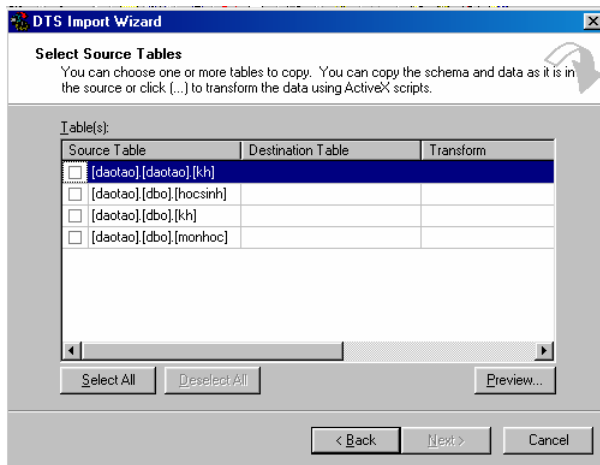 DTS Import Wizard
Select Source Tables
You can choose one or more tables to copy. You can copy the schema and data as it is in
the source or click (...) to transform the data using ActiveX scripts.
Table(s):
Source Table Destination Table Transform
[daotao].[daotao].[kh]
[daotao].[dbo].[hocsinh]
[daotao].[dbo].[kh]
[daotao].[dbo].[monhoc]
Select All Deselect All Preview...
< Back Next > Cancel